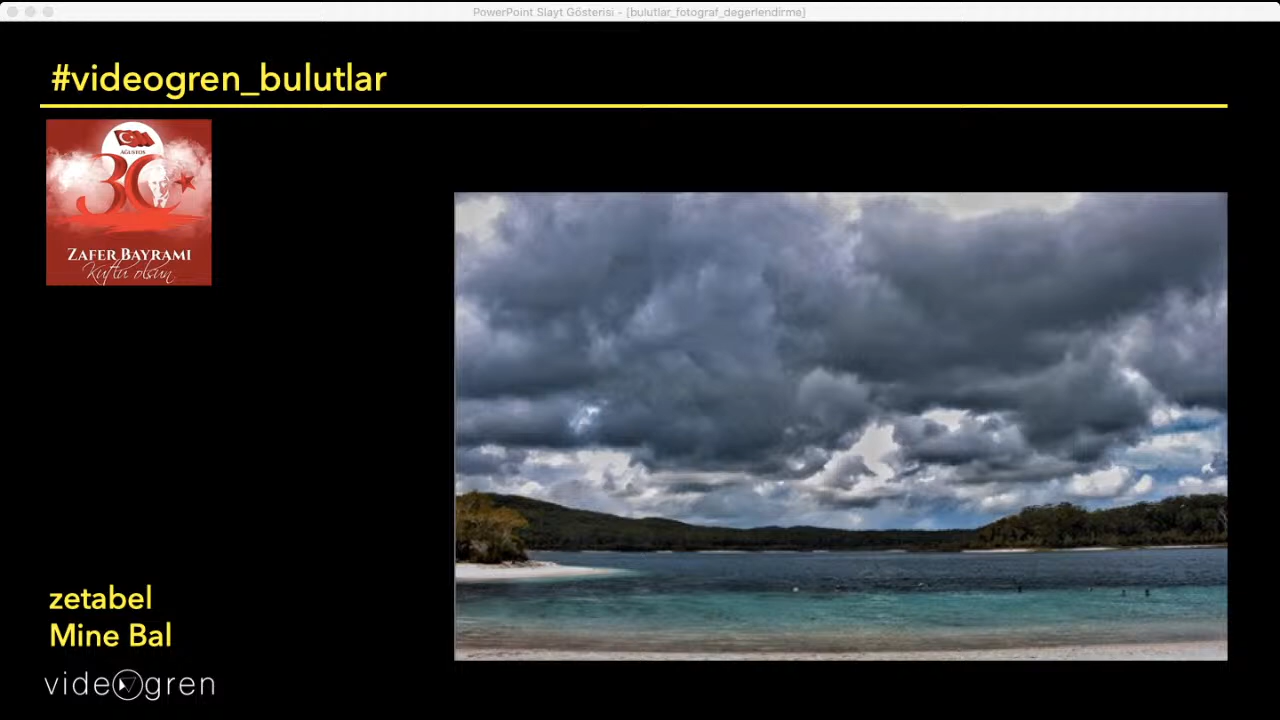 PowerPoint Slayt Gösterisi - [bulutlar_fotograf_degerlendirme]
#videogren_bulutlar
AĞUSTOS
30
ZAFER BAYRAMI
Kutlu olsun
zetabel
Mine Bal
videogren